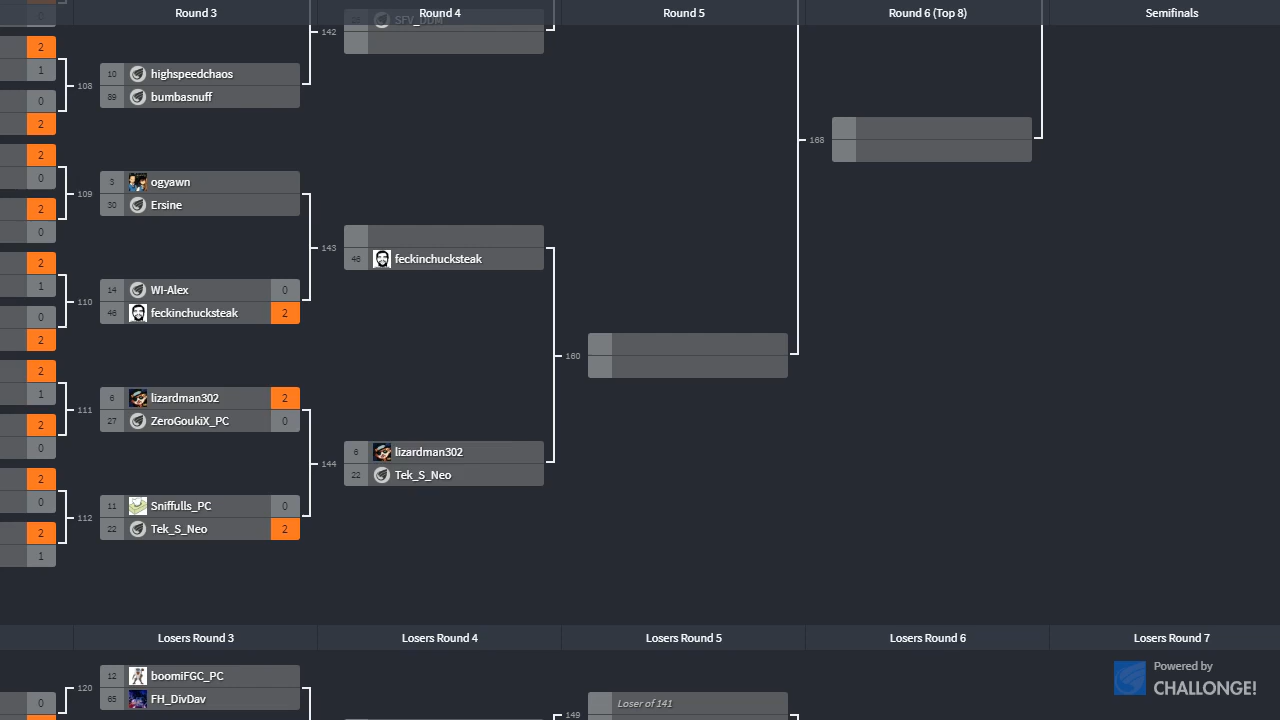 Round 3 Round 4 Round 5 Round 6 (Top 8) Semifinals
0
SFV_DDM
142
2
10 highspeedchaos
1
108
89 bumbasnuff
0
2
168
2
3 ogyawn
0
109
30 Ersine
2
0
143
48 feckinchucksteak
2
14 WI-Alex 0
1
110
48 feckinchucksteak 2
0
2
160
2
6 lizardman302 2
1
111
27 ZeroGoukiX_PC 0
2
0
6 lizardman302
144
22 Tek_S_Neo
2
11 Sniffulls_PC 0
0
112
22 Tek_S_Neo 2
2
1
Losers Round 3 Losers Round 4 Losers Round 5 Losers Round 6 Losers Round 7
12 boomiFGC_PC
120
65 FH_DivDav
0
Loser of 141
149
Powered by
CHALLONGE!